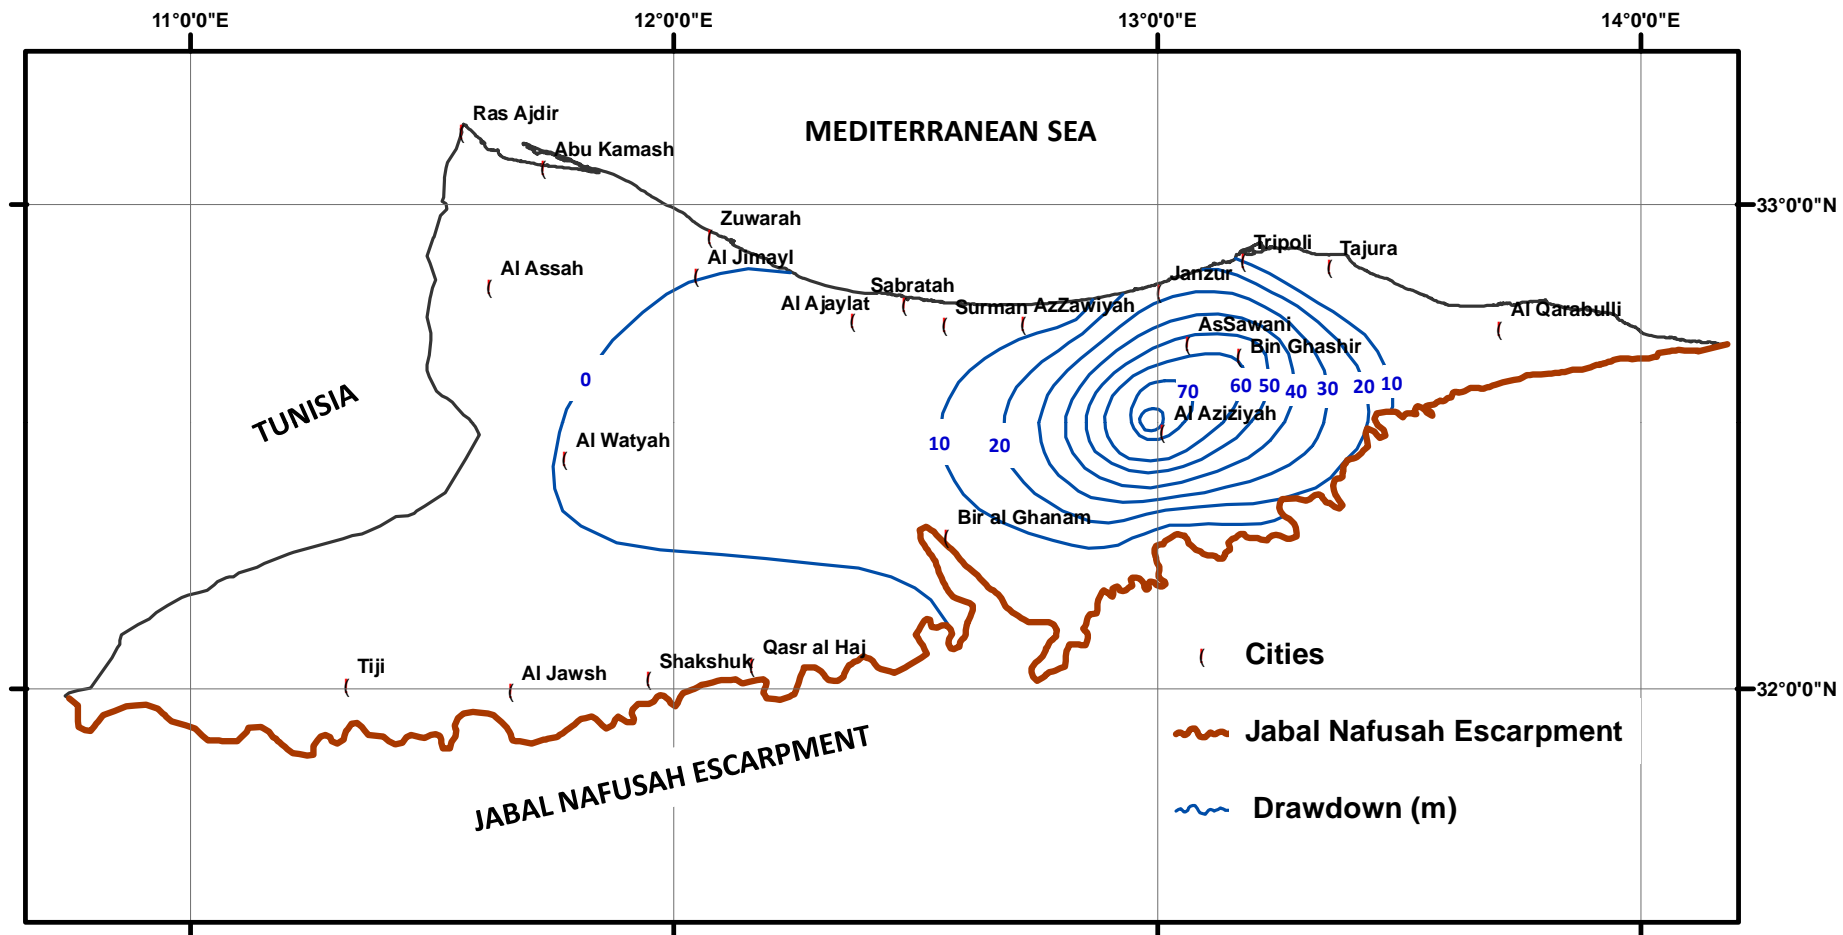 11°0'0"E
12°0'0"E
13°0'0"E
14°0'0"E
Ras Ajdir
MEDITERRANEAN SEA
Abu Kamash
33°0'0"N
Zuwarah
Tripoli
Tajura
Al Jimayl
Al Assah
Janzur
Sabratah
Al Ajaylat
Surman
AzZawiyah
Al Qarabulli
AsSawani
Bin Ghashir
0
70
60
50
40
30
20
10
TUNISIA
Al Aziziyah
Al Watyah
10
20
Bir al Ghanam
Qasr al Haj
Cities
Tiji
Shakshuk
Al Jawsh
32°0'0"N
Jabal Nafusah Escarpment
JABAL NAFUSAH ESCARPMENT
Drawdown (m)